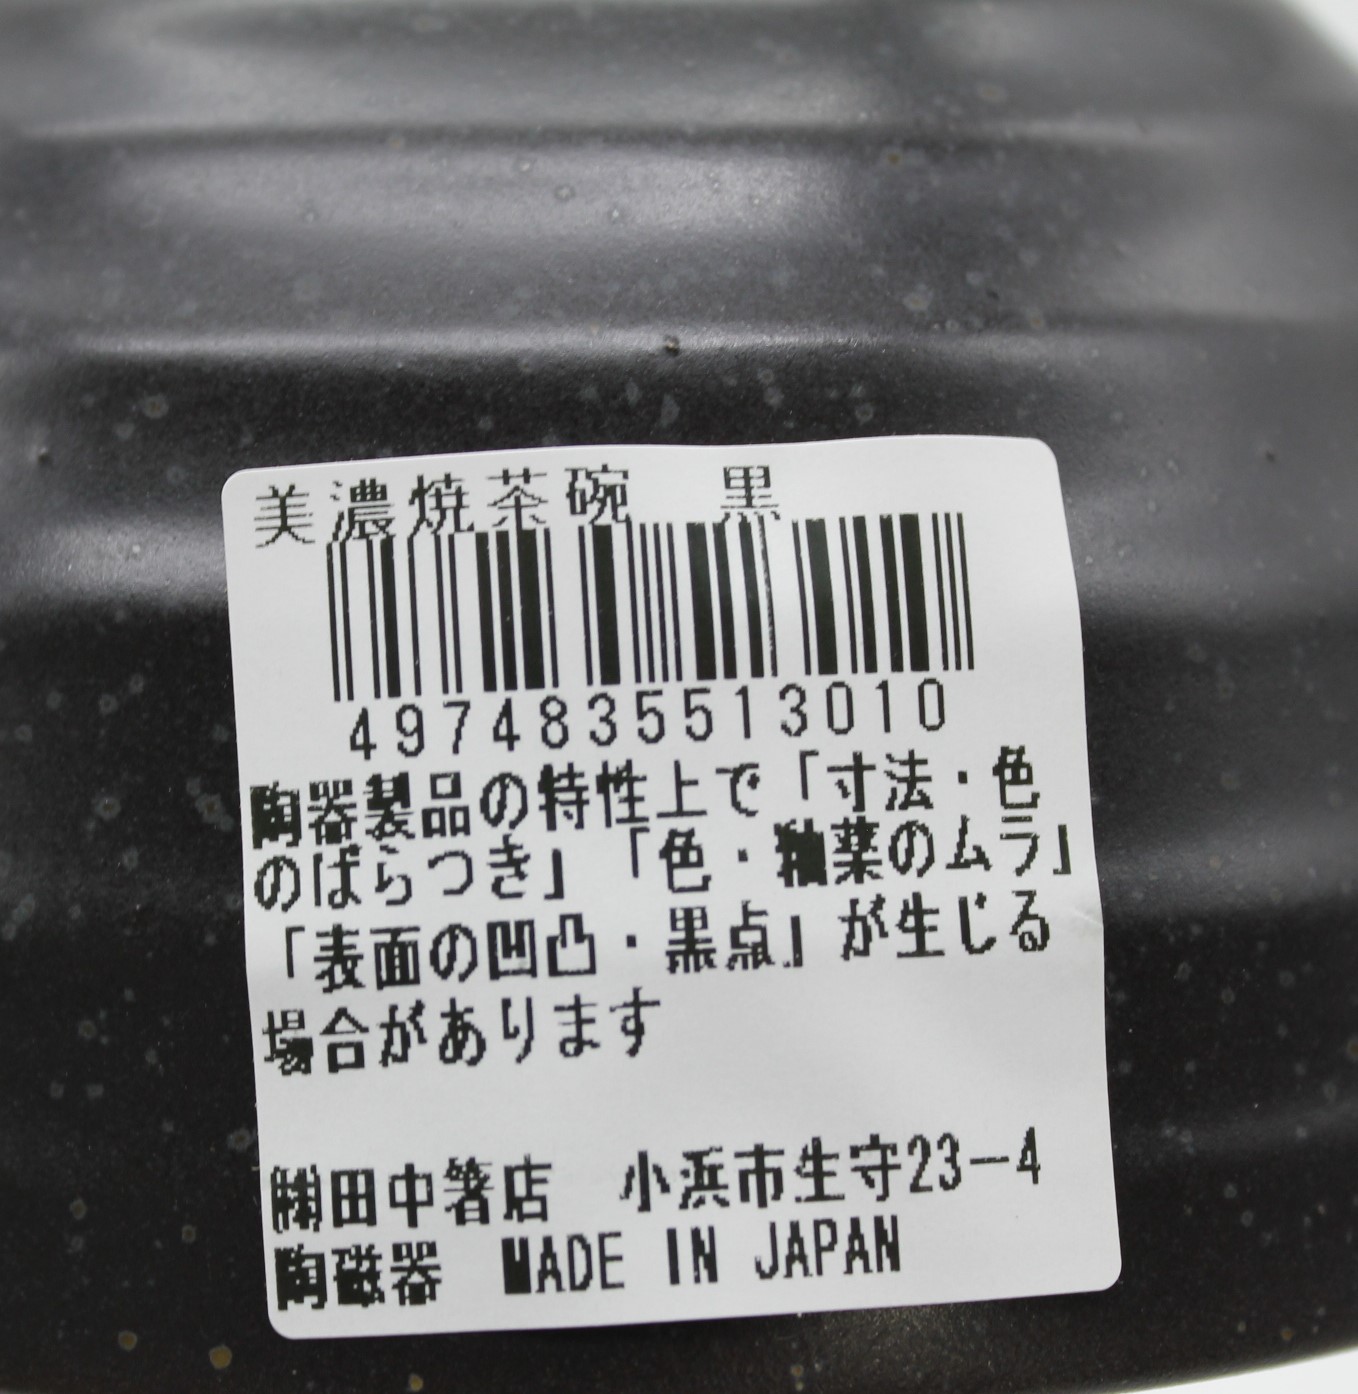 美濃焼茶碗　黒
4974835513010
陶器製品の特性上で「寸法・色
のばらつき」「色・釉薬のムラ」
「表面の凹凸・黒点」が生じる
場合があります
㈱田中箸店　小浜市生守23-4
陶磁器　MADE IN JAPAN